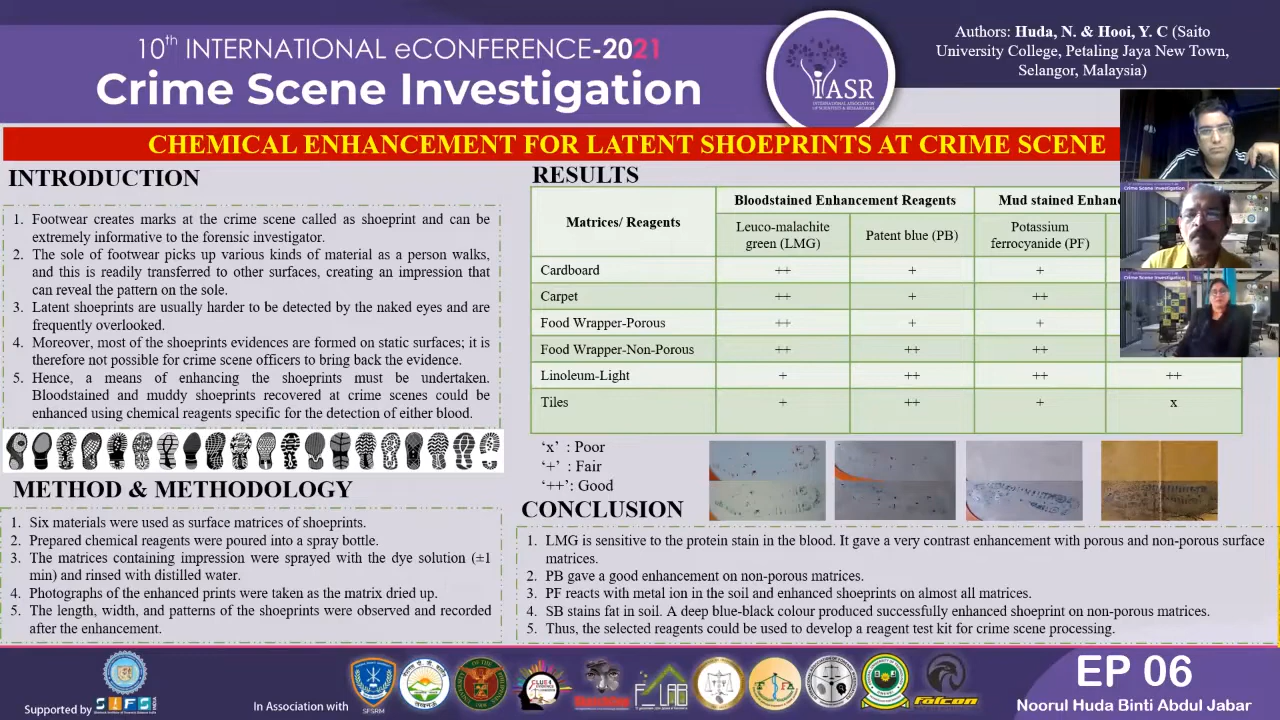 10th INTERNATIONAL eCONFERENCE-2021
Crime Scene Investigation
iASR
INTERNATIONAL ASSOCIATION
OF SCIENTISTS & RESEARCHERS
Authors: Huda, N. & Hooi, Y. C (Saito
University College, Petaling Jaya New Town,
Selangor, Malaysia)
CHEMICAL ENHANCEMENT FOR LATENT SHOEPRINTS AT CRIME SCENE
INTRODUCTION
1. Footwear creates marks at the crime scene called as shoeprint and can be
extremely informative to the forensic investigator.
2. The sole of footwear picks up various kinds of material as a person walks,
and this is readily transferred to other surfaces, creating an impression that
can reveal the pattern on the sole.
3. Latent shoeprints are usually harder to be detected by the naked eyes and are
frequently overlooked.
4. Moreover, most of the shoeprints evidences are formed on static surfaces; it is
therefore not possible for crime scene officers to bring back the evidence.
5. Hence, a means of enhancing the shoeprints must be undertaken.
Bloodstained and muddy shoeprints recovered at crime scenes could be
enhanced using chemical reagents specific for the detection of either blood.
METHOD & METHODOLOGY
1. Six materials were used as surface matrices of shoeprints.
2. Prepared chemical reagents were poured into a spray bottle.
3. The matrices containing impression were sprayed with the dye solution (±1
min) and rinsed with distilled water.
4. Photographs of the enhanced prints were taken as the matrix dried up.
5. The length, width, and patterns of the shoeprints were observed and recorded
after the enhancement.
RESULTS
Matrices/ Reagents
Bloodstained Enhancement Reagents
Mud stained Enhanc
Leuco-malachite
green (LMG)
Patent blue (PB)
Potassium
ferrocyanide (PF)
Cardboard ++ + +
Carpet ++ + ++
Food Wrapper-Porous ++ + +
Food Wrapper-Non-Porous ++ ++ ++
Linoleum-Light + ++ ++ ++
Tiles + ++ + x
‘x’ : Poor
‘+’ : Fair
‘++’: Good
Crime Scene Investigation
Crime Scene Investigation
CONCLUSION
1. LMG is sensitive to the protein stain in the blood. It gave a very contrast enhancement with porous and non-porous surface
matrices.
2. PB gave a good enhancement on non-porous matrices.
3. PF reacts with metal ion in the soil and enhanced shoeprints on almost all matrices.
4. SB stains fat in soil. A deep blue-black colour produced successfully enhanced shoeprint on non-porous matrices.
5. Thus, the selected reagents could be used to develop a reagent test kit for crime scene processing.
Supported by
SIFS
In Association with
SFSRM
falcon
EP 06
Noorul Huda Binti Abdul Jabar